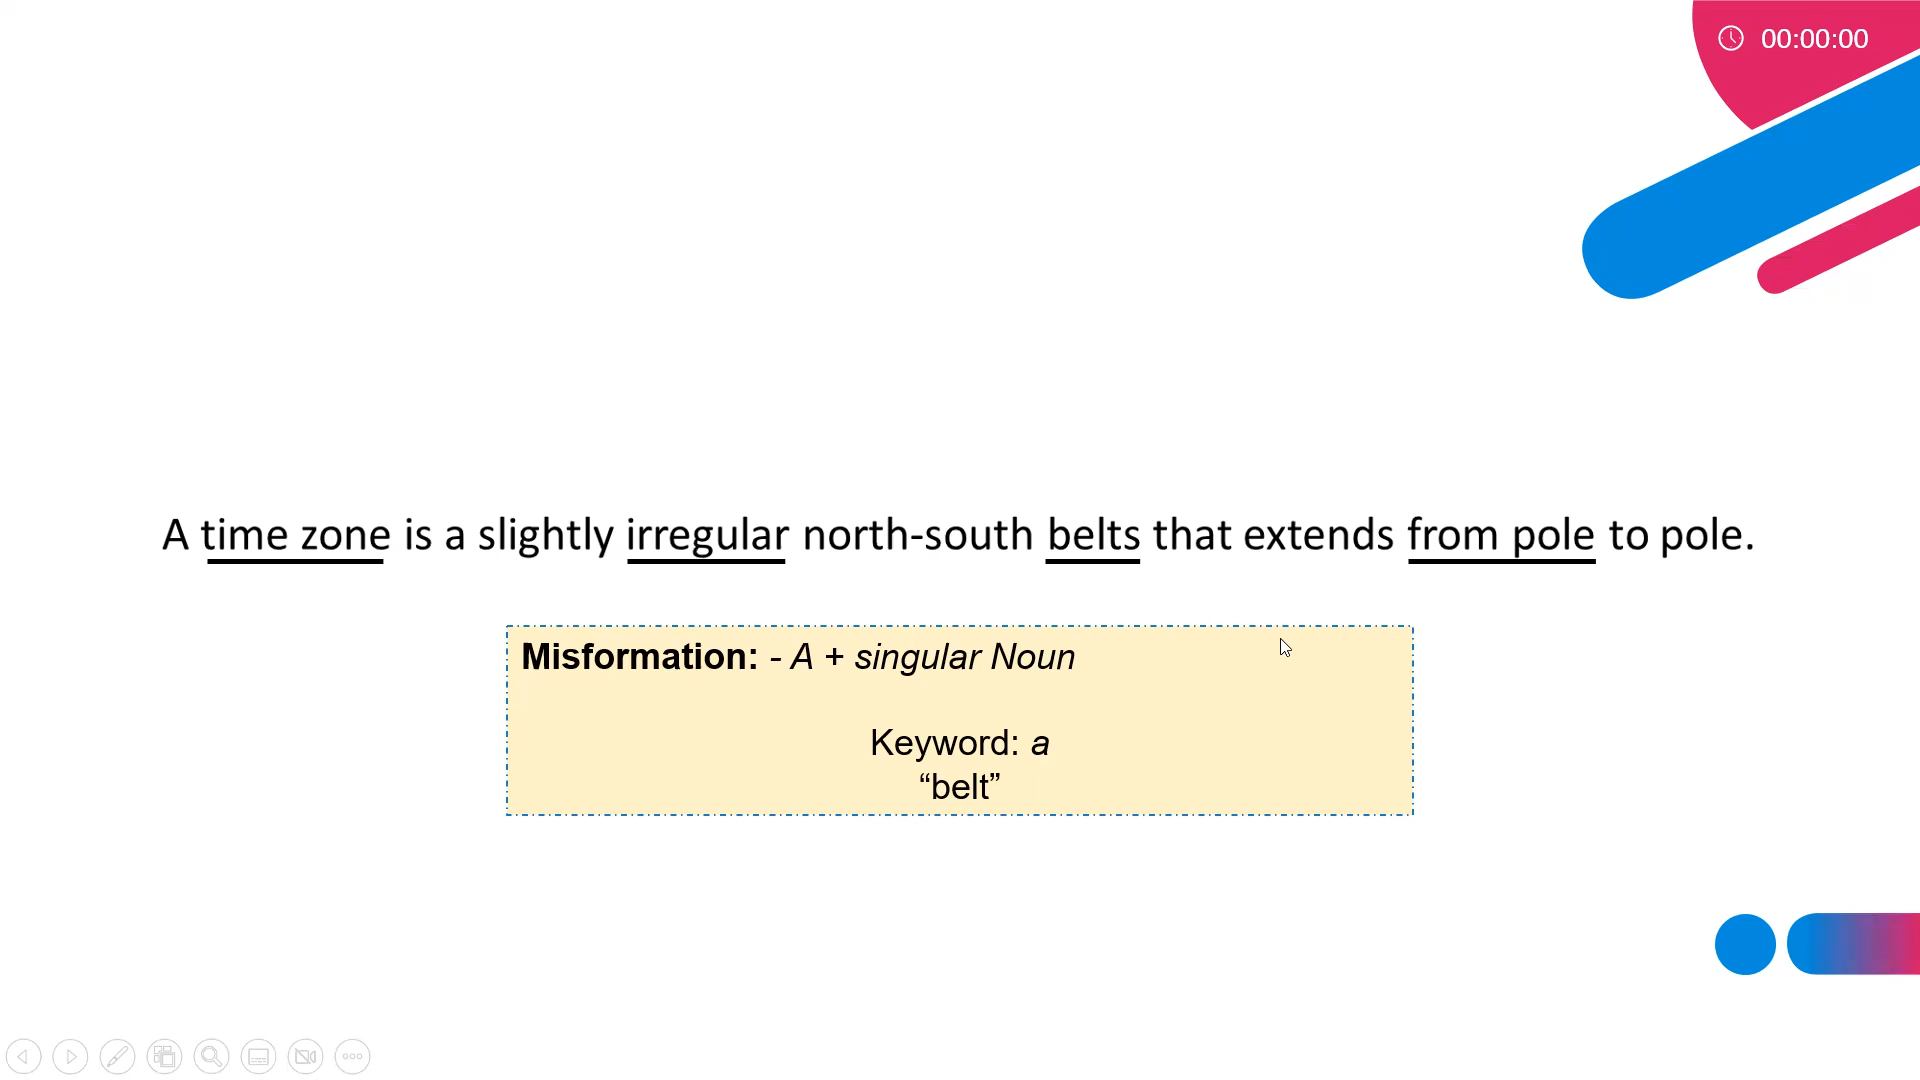 00:00:00
A time zone is a slightly irregular north-south belts that extends from pole to pole.
Misformation: - A + singular Noun
Keyword: a
“belt”